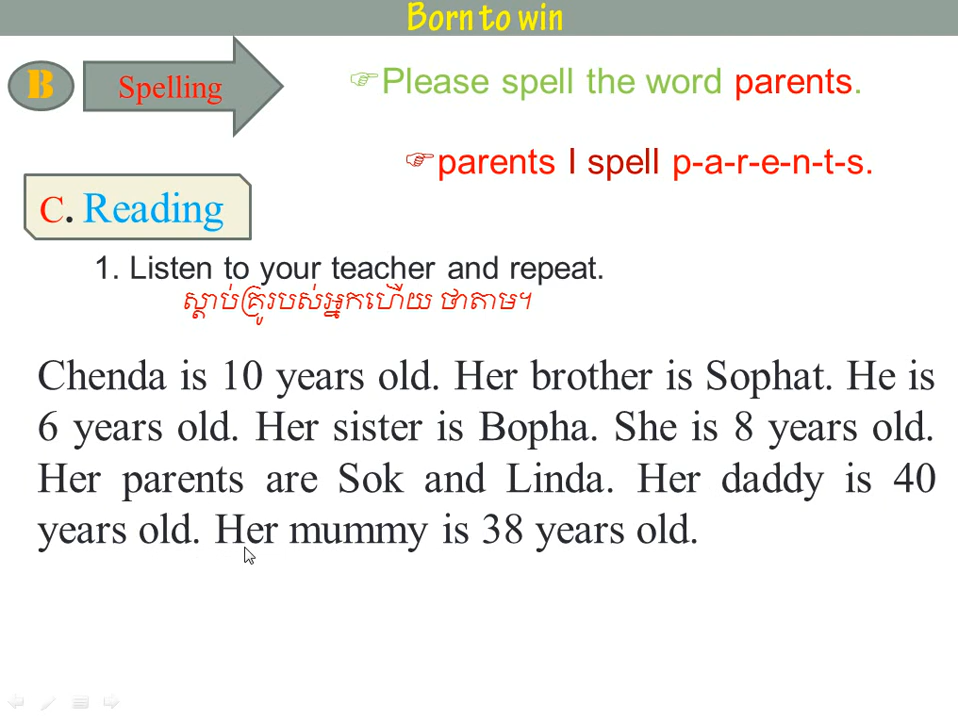 Born to win
B Spelling
☞Please spell the word parents.
☞parents I spell p-a-r-e-n-t-s.
C. Reading
1. Listen to your teacher and repeat.
ស្តាប់គ្រូរបស់អ្នកហើយ ថាតាម។
Chenda is 10 years old. Her brother is Sophat. He is
6 years old. Her sister is Bopha. She is 8 years old.
Her parents are Sok and Linda. Her daddy is 40
years old. Her mummy is 38 years old.